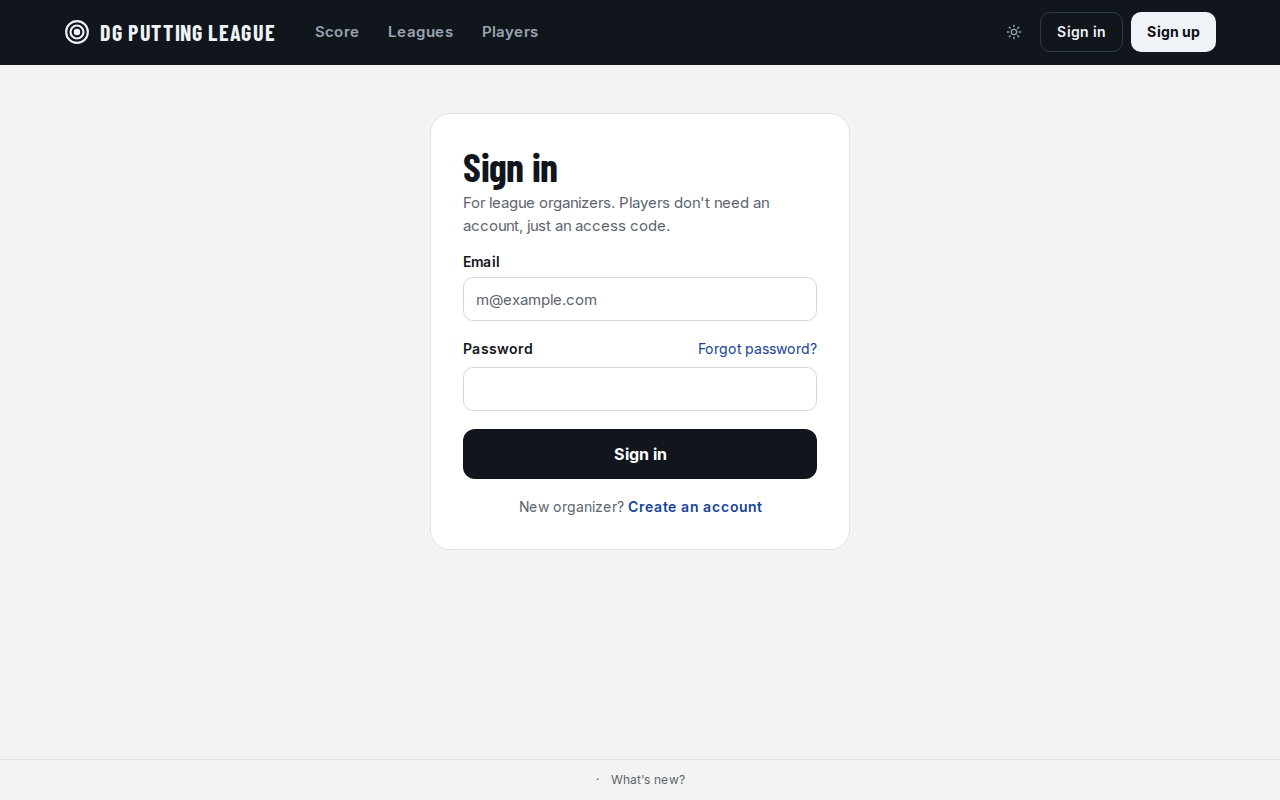 DG PUTTING LEAGUE Score Leagues Players Sign in Sign up
Sign in
For league organizers. Players don't need an
account, just an access code.
Email
m@example.com
Password Forgot password?
Sign in
New organizer? Create an account
· What's new?